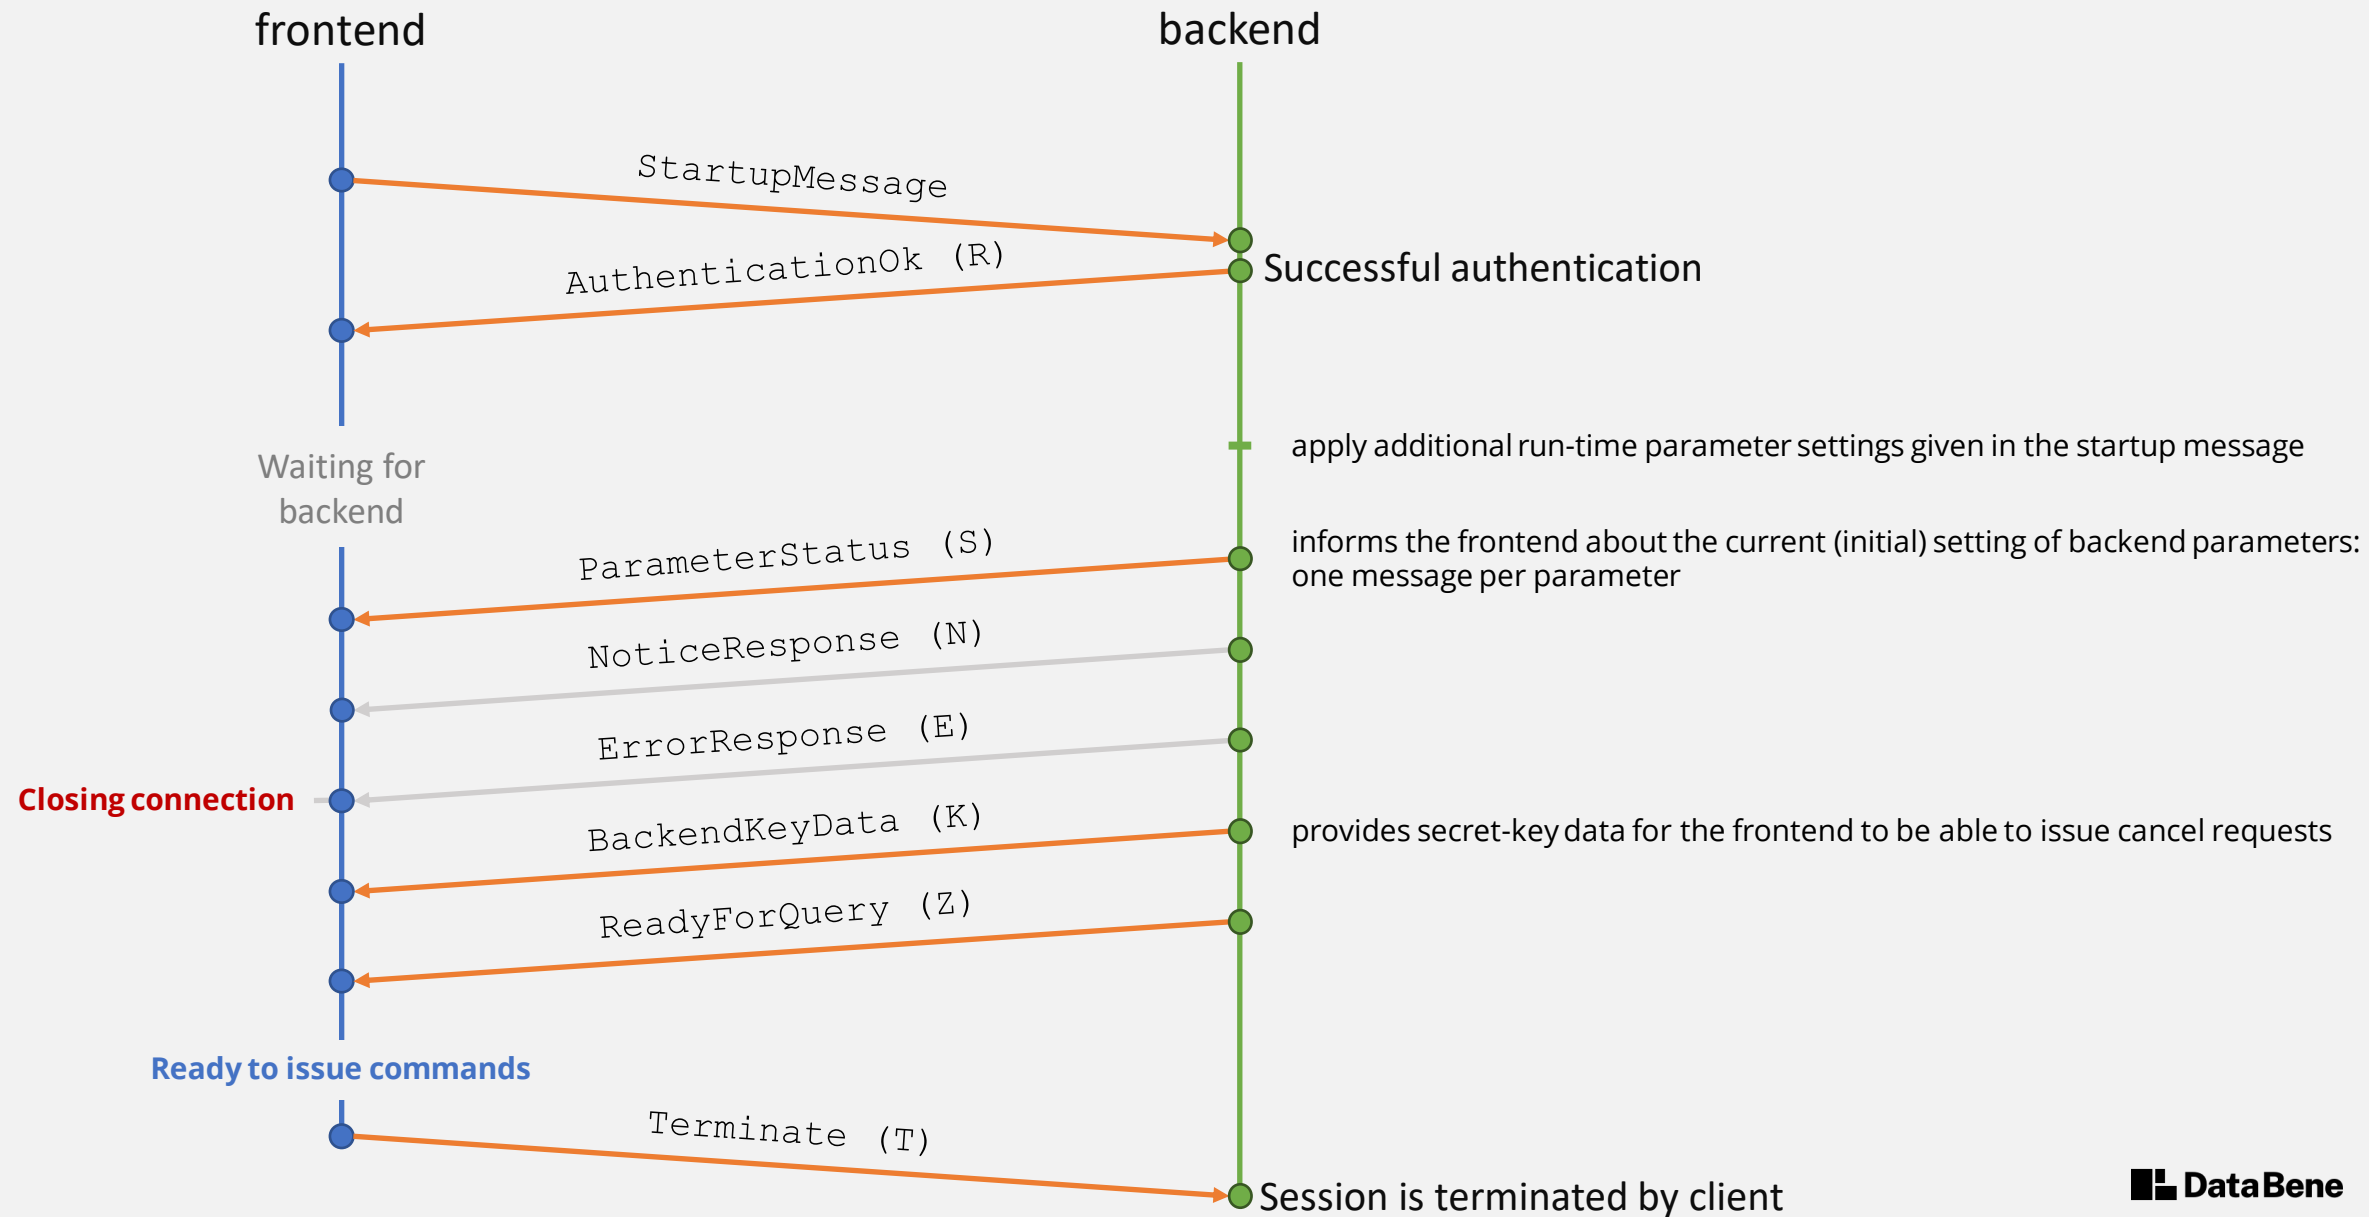 frontend
backend
StartupMessage
AuthenticationOk (R)
Successful authentication
apply additional run-time parameter settings given in the startup message
Waiting for
backend
ParameterStatus (S)
informs the frontend about the current (initial) setting of backend parameters:
one message per parameter
NoticeResponse (N)
ErrorResponse (E)
Closing connection
BackendKeyData (K)
provides secret-key data for the frontend to be able to issue cancel requests
ReadyForQuery (Z)
Ready to issue commands
Terminate (T)
Session is terminated by client
DataBene